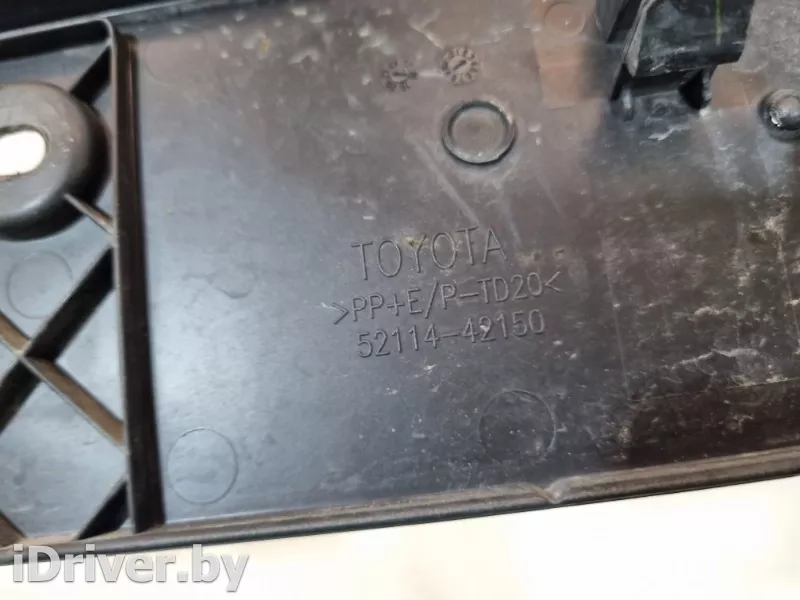 TOYOTA
>PP+E/P-TD20<
52114-42150
iDriver.by